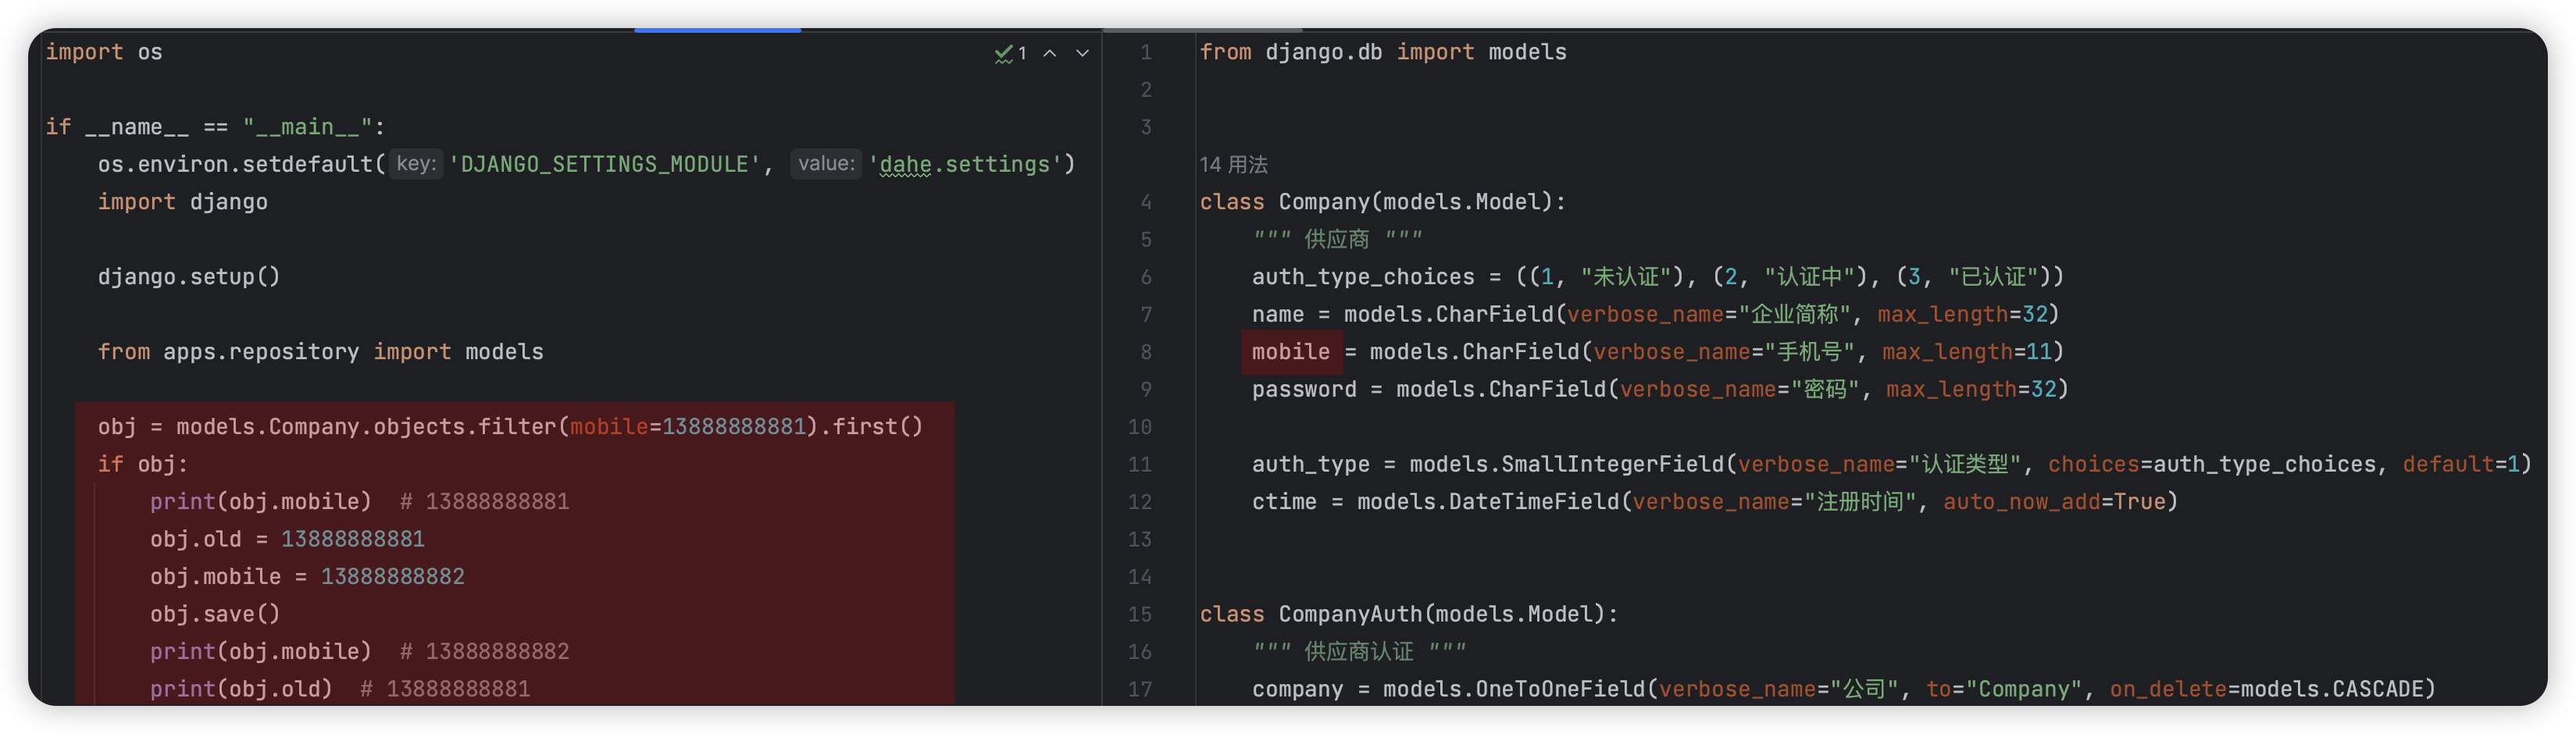 import os
1
if __name__ == "__main__":
    os.environ.setdefault( key: 'DJANGO_SETTINGS_MODULE', value: 'dahe.settings')
    import django
    django.setup()
    from apps.repository import models
    obj = models.Company.objects.filter(mobile=13888888881).first()
    if obj:
        print(obj.mobile)  # 13888888881
        obj.old = 13888888881
        obj.mobile = 13888888882
        obj.save()
        print(obj.mobile)  # 13888888882
        print(obj.old)  # 13888888881
1 from django.db import models
2
3
14 用法
4 class Company(models.Model):
5     """ 供应商 """
6     auth_type_choices = ((1, "未认证"), (2, "认证中"), (3, "已认证"))
7     name = models.CharField(verbose_name="企业简称", max_length=32)
8     mobile = models.CharField(verbose_name="手机号", max_length=11)
9     password = models.CharField(verbose_name="密码", max_length=32)
10
11     auth_type = models.SmallIntegerField(verbose_name="认证类型", choices=auth_type_choices, default=1)
12     ctime = models.DateTimeField(verbose_name="注册时间", auto_now_add=True)
13
14
15 class CompanyAuth(models.Model):
16     """ 供应商认证 """
17     company = models.OneToOneField(verbose_name="公司", to="Company", on_delete=models.CASCADE)